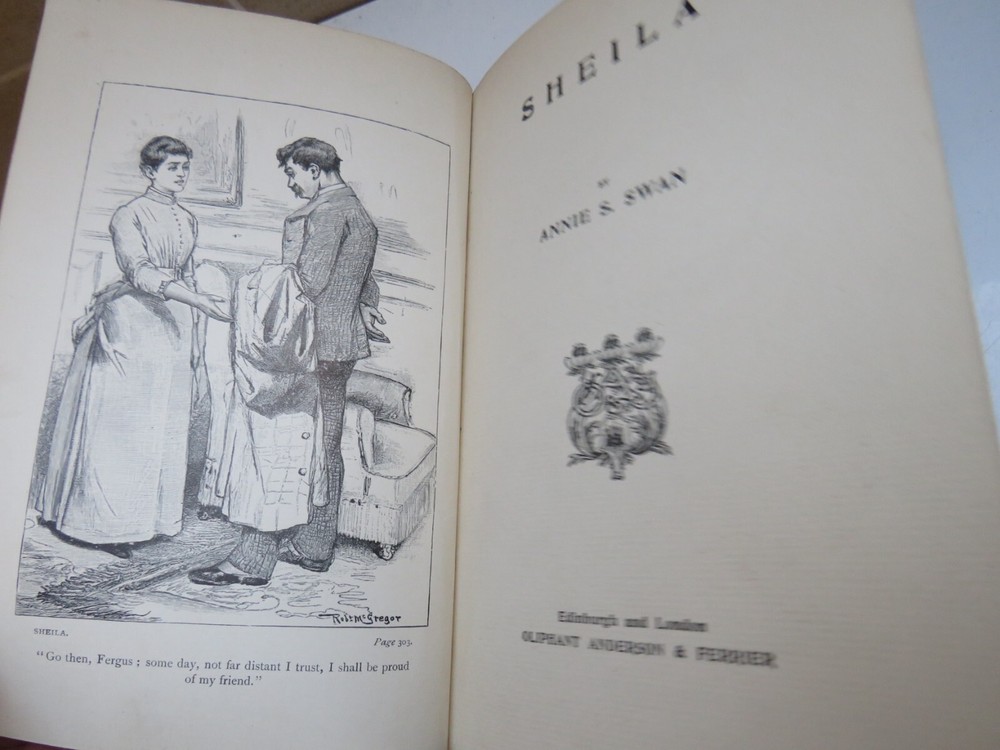 Robt McGregor
SHEILA.
Page 303.
"Go then, Fergus; some day, not far distant I trust, I shall be proud
of my friend."
SHEILA
BY
ANNIE S. SWAN
Edinburgh and London
OLIPHANT ANDERSON & FERRIER